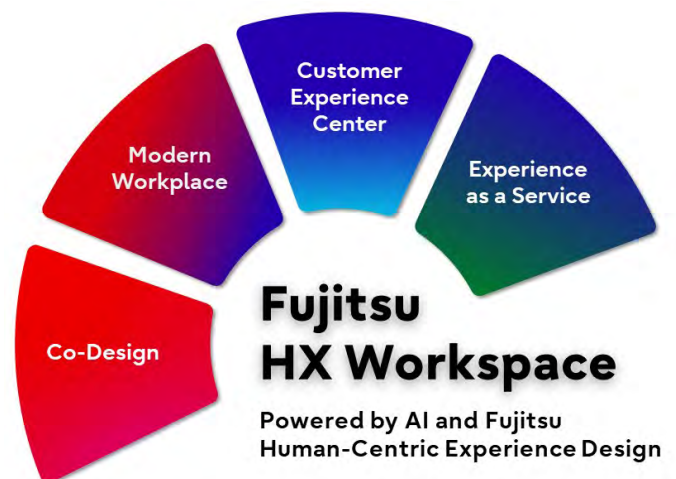 Customer
Experience
Center
Modern
Workplace
Experience
as a Service
Co-Design
Fujitsu
HX Workspace
Powered by AI and Fujitsu
Human-Centric Experience Design